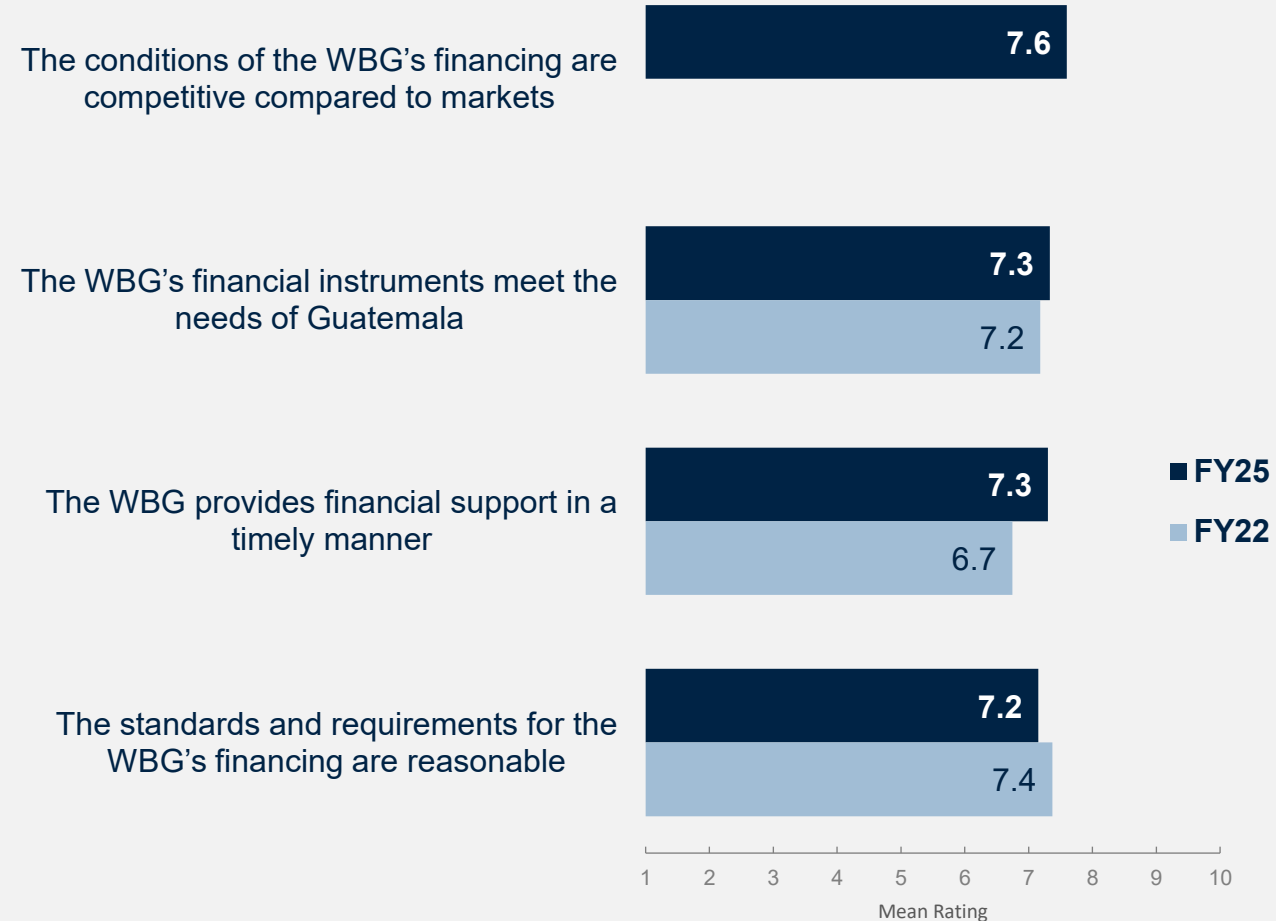 The conditions of the WBG’s financing are
competitive compared to markets
7.6
The WBG’s financial instruments meet the
needs of Guatemala
7.3
7.2
The WBG provides financial support in a
timely manner
7.3
6.7
The standards and requirements for the
WBG’s financing are reasonable
7.2
7.4
FY25
FY22
1 2 3 4 5 6 7 8 9 10
Mean Rating